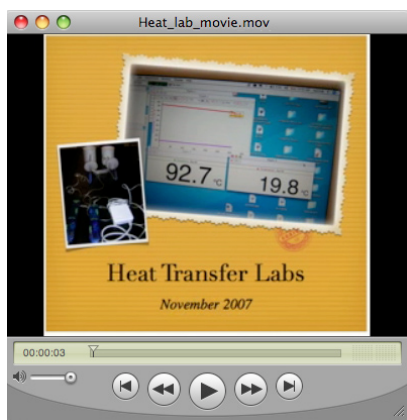 Heat_lab_movie.mov
92.7 °C
19.8 °C
Heat Transfer Labs
November 2007
00:00:03